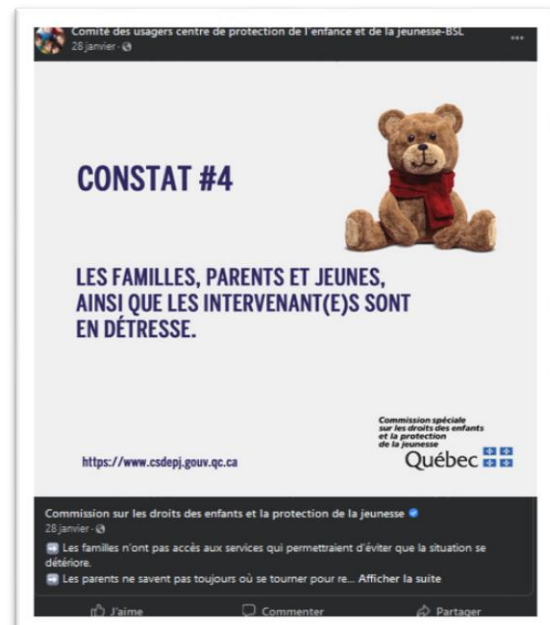 Comité des usagers centre de protection de l'enfance et de la jeunesse-BSL
28 janvier ·
CONSTAT #4
LES FAMILLES, PARENTS ET JEUNES,
AINSI QUE LES INTERVENANT(E)S SONT
EN DÉTRESSE.
Commission spéciale
sur les droits des enfants
et la protection
de la jeunesse
Québec
https://www.csdepj.gouv.qc.ca
Commission sur les droits des enfants et la protection de la jeunesse
28 janvier ·
Les familles n'ont pas accès aux services qui permettraient d'éviter que la situation se
détériore.
Les parents ne savent pas toujours où se tourner pour re... Afficher la suite
J'aime
Commenter
Partager